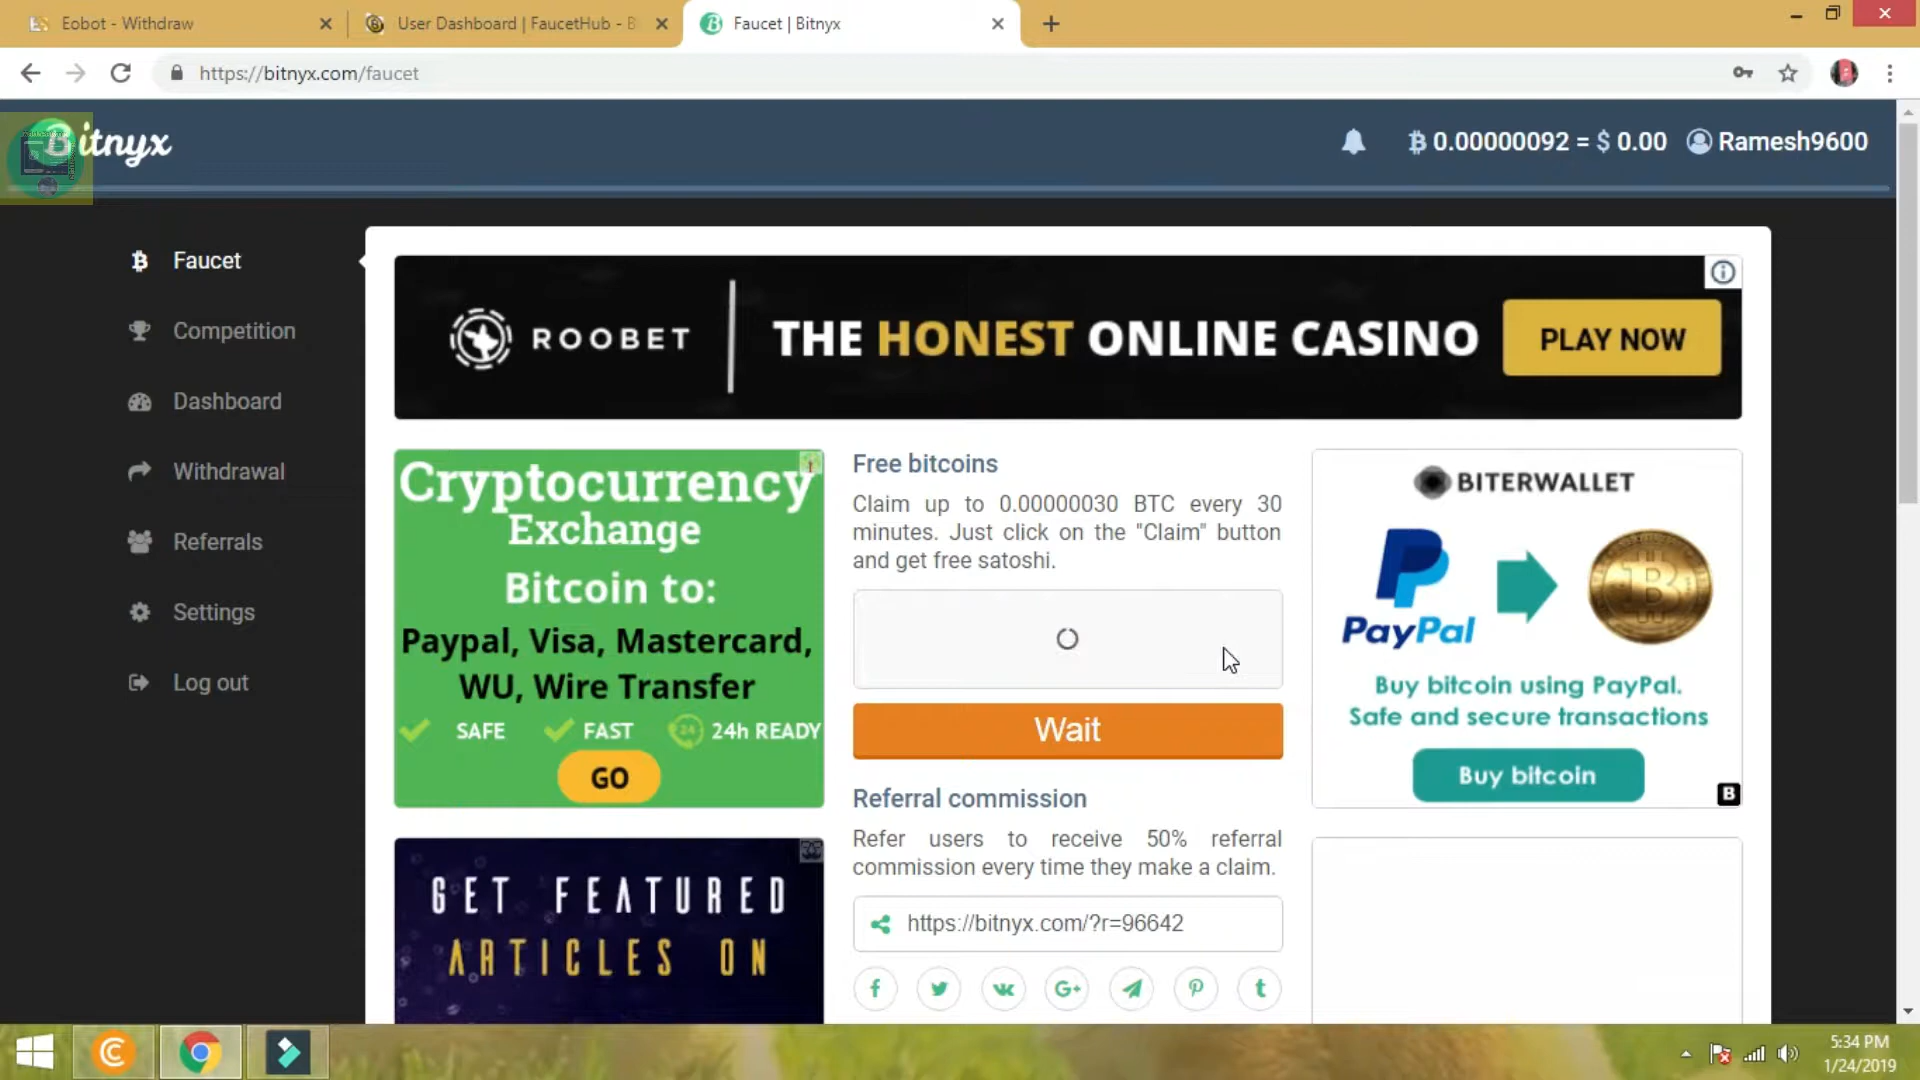 Eobot - Withdraw
User Dashboard | FaucetHub - B
Faucet | Bitnyx
https://bitnyx.com/faucet
Bitnyx
0.00000092 = $ 0.00
Ramesh9600
Faucet
Competition
Dashboard
Withdrawal
Referrals
Settings
Log out
ROOBET
THE HONEST ONLINE CASINO
PLAY NOW
Cryptocurrency
Exchange
Bitcoin to:
Paypal, Visa, Mastercard,
WU, Wire Transfer
SAFE FAST 24h READY
GO
GET FEATURED
ARTICLES ON
Free bitcoins
Claim up to 0.00000030 BTC every 30
minutes. Just click on the "Claim" button
and get free satoshi.
Wait
Referral commission
Refer users to receive 50% referral
commission every time they make a claim.
https://bitnyx.com/?r=96642
BITERWALLET
PayPal
Buy bitcoin using PayPal.
Safe and secure transactions
Buy bitcoin
B
5:34 PM
1/24/2019